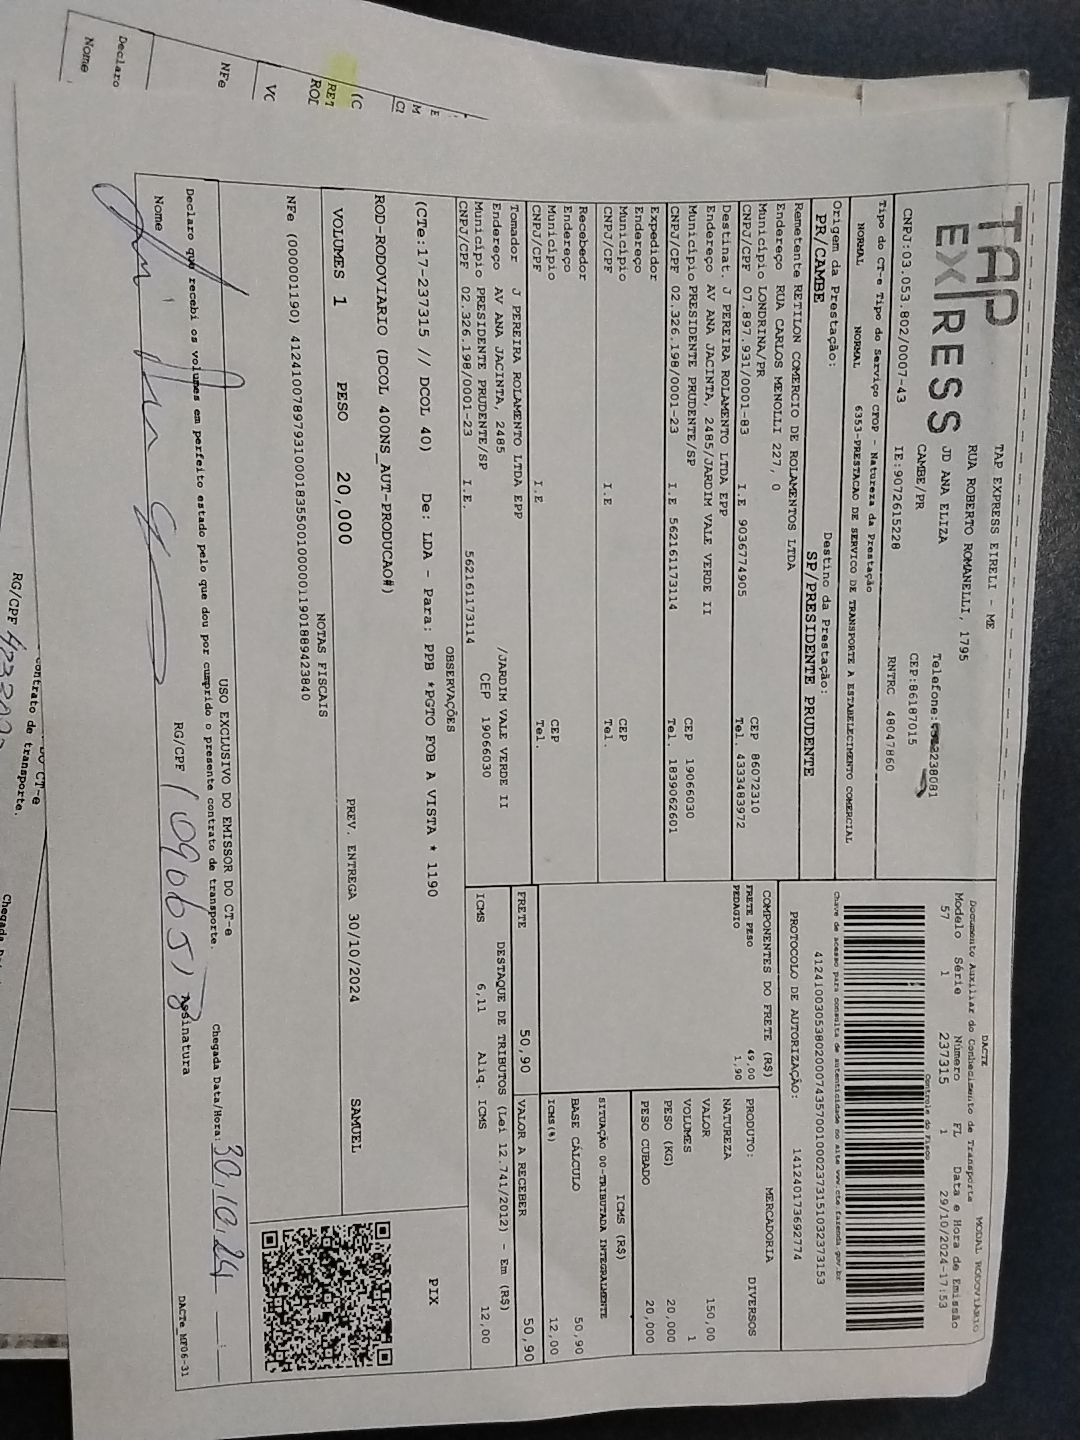 TAP EXPRESS
TAP EXPRESS EIRELI - ME
RUA ROBERTO ROMANELLI, 1795
JD ANA ELIZA
CAMBE/PR
CEP:86187015
CNPJ:03.053.802/0007-43
IE:9072615228
RNTRC 48047860
DACTE
MODAL RODOVIÁRIO
Documento Auxiliar do Conhecimento de Transporte
Modelo Série Número FL Data e Hora de Emissão
57 1 237315 1 29/10/2024-17:53
Controle do Fisco
Tipo do CT-e Tipo do Serviço CFOP - Natureza da Prestação
NORMAL NORMAL 6353-PRESTACAO DE SERVICO DE TRANSPORTE A ESTABELECIMENTO COMERCIAL
Chave de acesso para consulta de autenticidade no site www.cte.fazenda.gov.br
41241003053802000743570010002373151032373153
PROTOCOLO DE AUTORIZAÇÃO: 141240173692774
Origem da Prestação: Destino da Prestação:
PR/CAMBE SP/PRESIDENTE PRUDENTE
Remetente RETILON COMERCIO DE ROLAMENTOS LTDA
Endereço RUA CARLOS MENOLLI 227, 0
Município LONDRINA/PR CEP 86072310
CNPJ/CPF 07.897.931/0001-83 I.E 9036774905 Tel. 4333483972
Destinat. J PEREIRA ROLAMENTO LTDA EPP
Endereço AV ANA JACINTA, 2485/JARDIM VALE VERDE II
Município PRESIDENTE PRUDENTE/SP CEP 19066030
CNPJ/CPF 02.326.198/0001-23 I.E 562161173114 Tel. 1839062601
Expedidor
Endereço
Município CEP
CNPJ/CPF I.E Tel.
Recebedor
Endereço
Município CEP
CNPJ/CPF I.E Tel.
Tomador J PEREIRA ROLAMENTO LTDA EPP
Endereço AV ANA JACINTA, 2485 /JARDIM VALE VERDE II
Município PRESIDENTE PRUDENTE/SP CEP 19066030
CNPJ/CPF 02.326.198/0001-23 I.E. 562161173114
COMPONENTES DO FRETE (R$)
FRETE PESO 49,00
PEDAGIO 1,90
MERCADORIA
PRODUTO: DIVERSOS
NATUREZA
VALOR 150,00
VOLUMES 1
PESO (KG) 20,000
PESO CUBADO 20,000
ICMS (R$)
SITUAÇÃO 00-TRIBUTADA INTEGRALMENTE
BASE CÁLCULO 50,90
ICMS(%) 12,00
FRETE 50,90 VALOR A RECEBER 50,90
DESTAQUE DE TRIBUTOS (Lei 12.741/2012) - Em (R$)
ICMS 6,11 Aliq. ICMS 12,00
OBSERVAÇÕES
(CTe:17-237315 // DCOL 40) De: LDA - Para: PPB *PGTO FOB A VISTA * 1190
PIX
ROD-RODOVIARIO (DCOL 400NS_AUT-PRODUCAO#)
VOLUMES 1 PESO 20,000 PREV. ENTREGA 30/10/2024 SAMUEL
NOTAS FISCAIS
NFe (000001190) 41241007897931000183550010000011901889423840
USO EXCLUSIVO DO EMISSOR DO CT-e
Declaro que recebi os volumes em perfeito estado pelo que dou por cumprido o presente contrato de transporte.
Chegada Data/Hora: 30.10.24 :
Nome RG/CPF Assinatura
DACTe_MF06-31
Declaro
Nome
NFe
CT-e
contrato de transporte.
RG/CPF